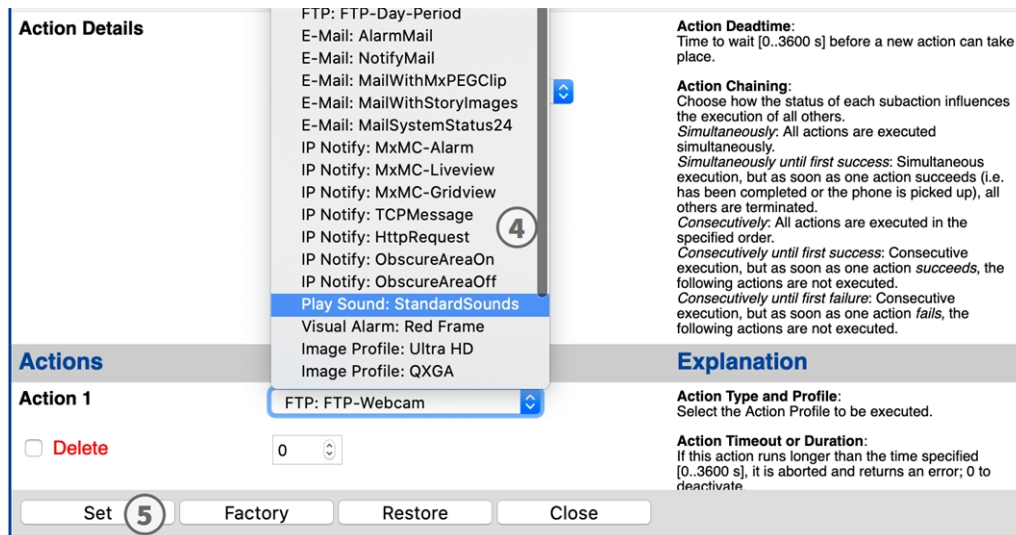 Action Details
FTP: FTP-Day-Period
E-Mail: AlarmMail
E-Mail: NotifyMail
E-Mail: MailWithMxPEGClip
E-Mail: MailWithStoryImages
E-Mail: MailSystemStatus24
IP Notify: MxMC-Alarm
IP Notify: MxMC-Liveview
IP Notify: MxMC-Gridview
IP Notify: TCPMessage
IP Notify: HttpRequest
IP Notify: ObscureAreaOn
IP Notify: ObscureAreaOff
Play Sound: StandardSounds
Visual Alarm: Red Frame
Image Profile: Ultra HD
Image Profile: QXGA
4
Action Deadtime:
Time to wait [0..3600 s] before a new action can take
place.
Action Chaining:
Choose how the status of each subaction influences
the execution of all others.
Simultaneously: All actions are executed
simultaneously.
Simultaneously until first success: Simultaneous
execution, but as soon as one action succeeds (i.e.
has been completed or the phone is picked up), all
others are terminated.
Consecutively: All actions are executed in the
specified order.
Consecutively until first success: Consecutive
execution, but as soon as one action succeeds, the
following actions are not executed.
Consecutively until first failure: Consecutive
execution, but as soon as one action fails, the
following actions are not executed.
Actions
Explanation
Action 1
FTP: FTP-Webcam
Action Type and Profile:
Select the Action Profile to be executed.
Delete
0
Action Timeout or Duration:
If this action runs longer than the time specified
[0..3600 s], it is aborted and returns an error; 0 to
deactivate.
Set
5
Factory
Restore
Close